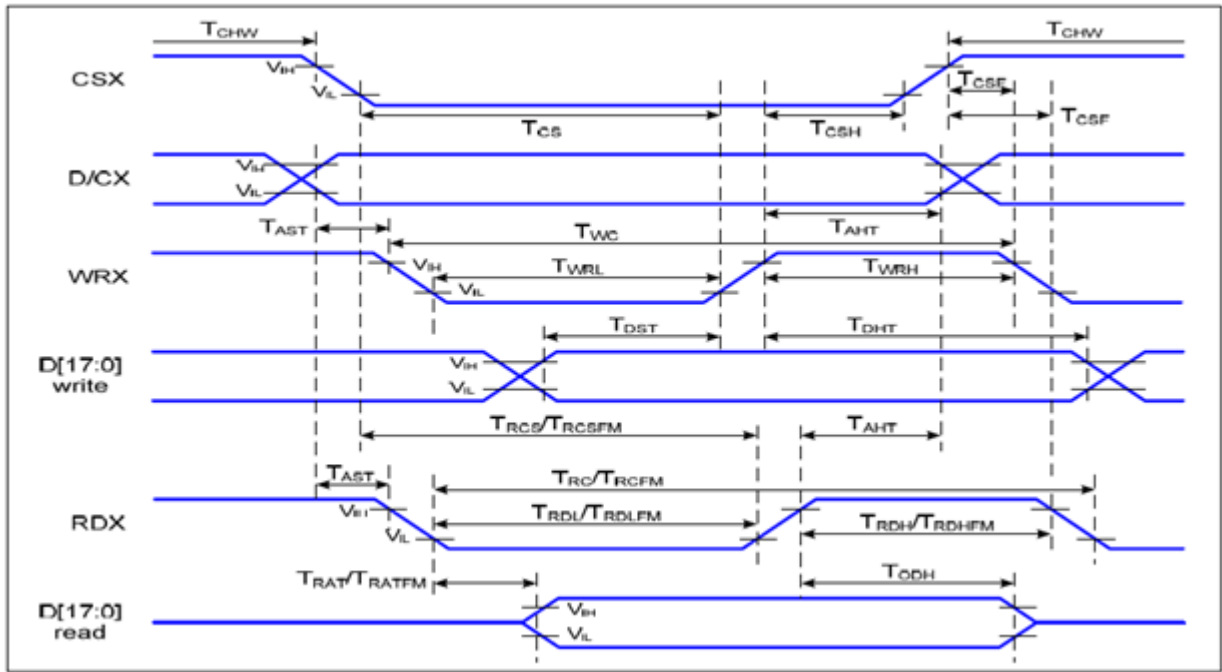 TCHW TCHW
CSX VIH
VIL
TCSF
TCS TCSH TCSF
D/CX VIH
VIL
TAST TWC TAHT
WRX VIH TWRL TWRH
VIL
TDST TDHT
D[17:0] VIH
write VIL
TRCS/TRCSFM TAHT
TAST TRC/TRCFM
RDX VIH TRDL/TRDLFM TRDH/TRDHFM
VIL
TRAT/TRATFM TODH
D[17:0] VIH
read VIL